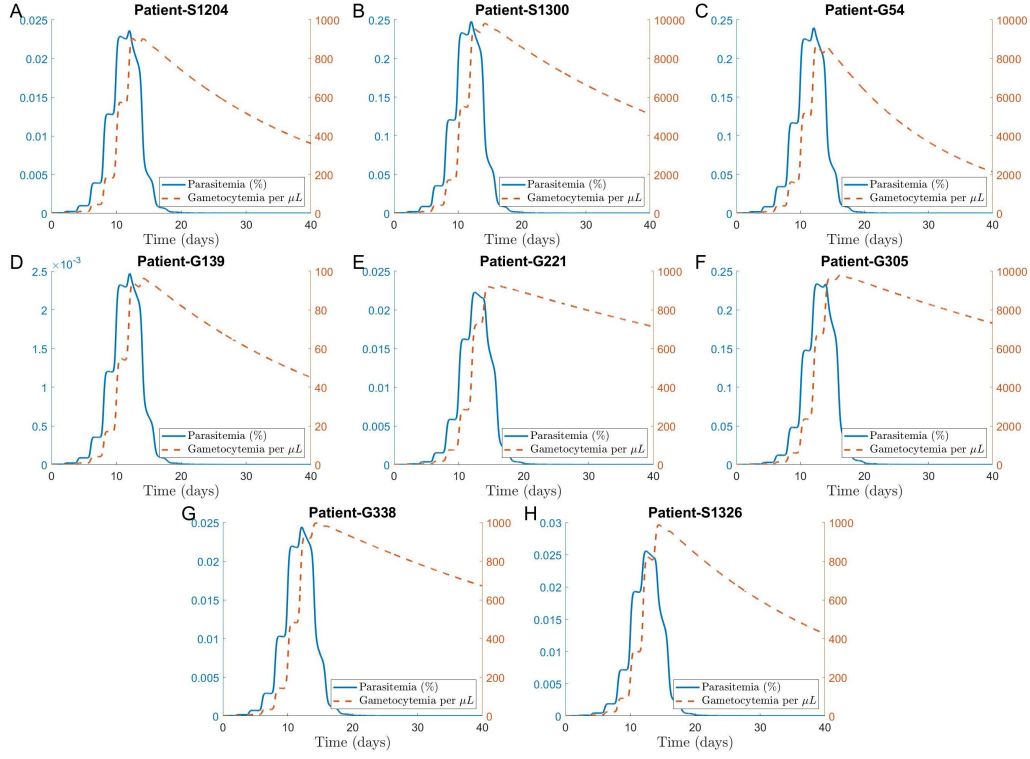 A
Patient-S1204
0.025
0.02
0.015
0.01
0.005
0
1000
800
600
400
200
0
Parasitemia (%)
Gametocytemia per μL
0 10 20 30 40
Time (days)
B
Patient-S1300
0.25
0.2
0.15
0.1
0.05
0
10000
8000
6000
4000
2000
0
Parasitemia (%)
Gametocytemia per μL
0 10 20 30 40
Time (days)
C
Patient-G54
0.25
0.2
0.15
0.1
0.05
0
10000
8000
6000
4000
2000
0
Parasitemia (%)
Gametocytemia per μL
0 10 20 30 40
Time (days)
D
Patient-G139
×10⁻³
2.5
2
1.5
1
0.5
0
100
80
60
40
20
0
Parasitemia (%)
Gametocytemia per μL
0 10 20 30 40
Time (days)
E
Patient-G221
0.025
0.02
0.015
0.01
0.005
0
1000
800
600
400
200
0
Parasitemia (%)
Gametocytemia per μL
0 10 20 30 40
Time (days)
F
Patient-G305
0.25
0.2
0.15
0.1
0.05
0
10000
8000
6000
4000
2000
0
Parasitemia (%)
Gametocytemia per μL
0 10 20 30 40
Time (days)
G
Patient-G338
0.025
0.02
0.015
0.01
0.005
0
1000
800
600
400
200
0
Parasitemia (%)
Gametocytemia per μL
0 10 20 30 40
Time (days)
H
Patient-S1326
0.03
0.025
0.02
0.015
0.01
0.005
0
1000
800
600
400
200
0
Parasitemia (%)
Gametocytemia per μL
0 10 20 30 40
Time (days)